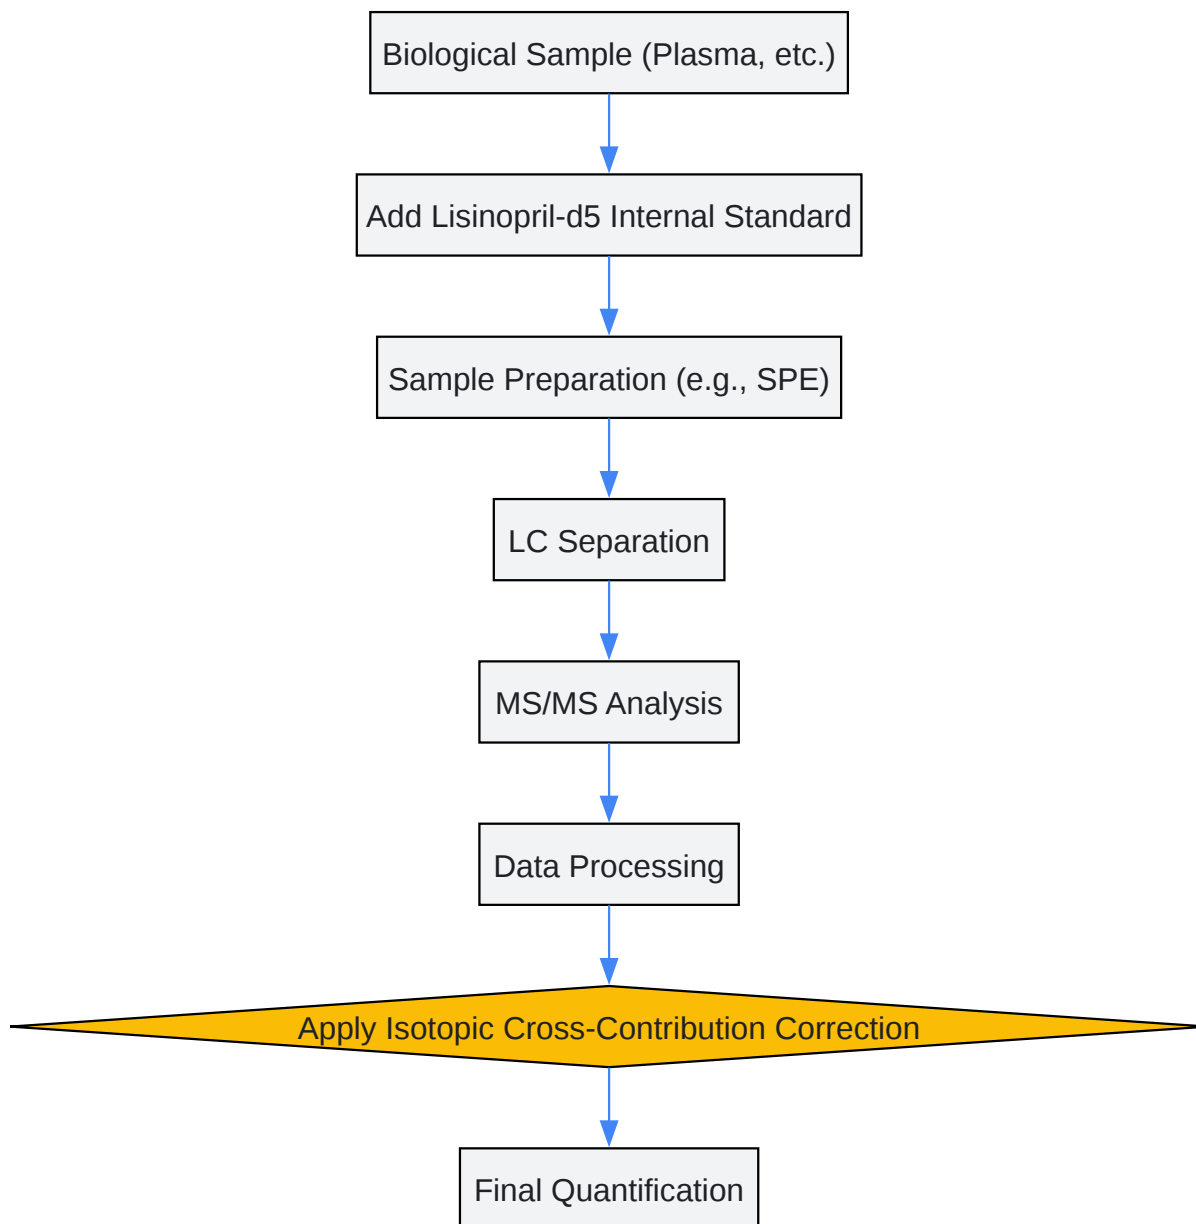 Biological Sample (Plasma, etc.)
Add Lisinopril-d5 Internal Standard
Sample Preparation (e.g., SPE)
LC Separation
MS/MS Analysis
Data Processing
Apply Isotopic Cross-Contribution Correction
Final Quantification